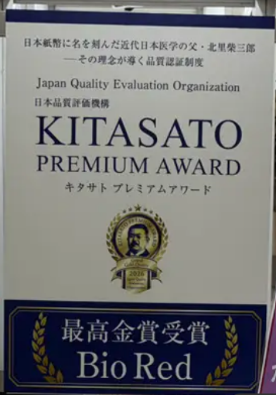 日本紙幣に名を刻んだ近代日本医学の父・北里柴三郎
―その理念が導く品質認証制度
Japan Quality Evaluation Organization
日本品質評価機構
KITASATO
PREMIUM AWARD
キタサト プレミアムアワード
最高金賞受賞
Bio Red